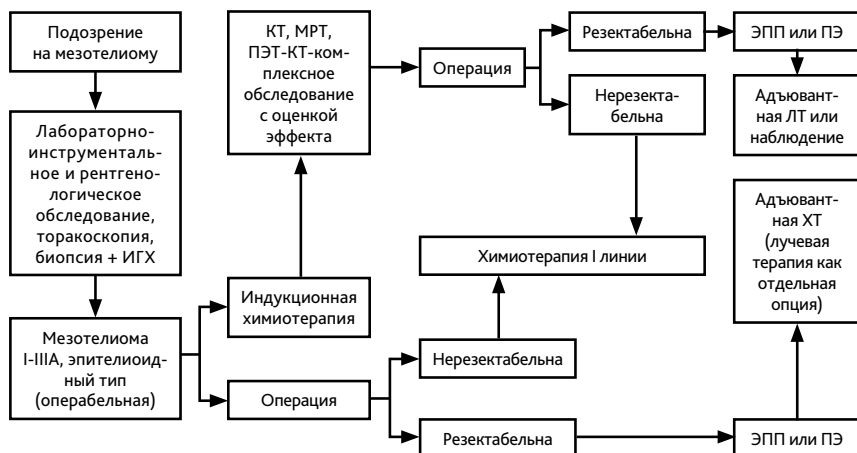 Подозрение
на мезотелиому
Лабораторно-
инструменталь-
ное и рентгено-
логическое
обследование,
торакоскопия,
биопсия + ИГХ
Мезотелиома
I-IIIA, эпителиоид-
ный тип
(операбельная)
КТ, МРТ,
ПЭТ-КТ-ком-
плексное
обследование
с оценкой
эффекта
Индукционная
химиотерапия
Операция
Операция
Резектабельна
Нерезекта-
бельна
ЭПП или ПЭ
Адъювант-
ная ЛТ или
наблюдение
Химиотерапия I линии
Нерезектабельна
Резектабельна
ЭПП или ПЭ
Адъювант-
ная ХТ
(лучевая
терапия как
отдельная
опция)